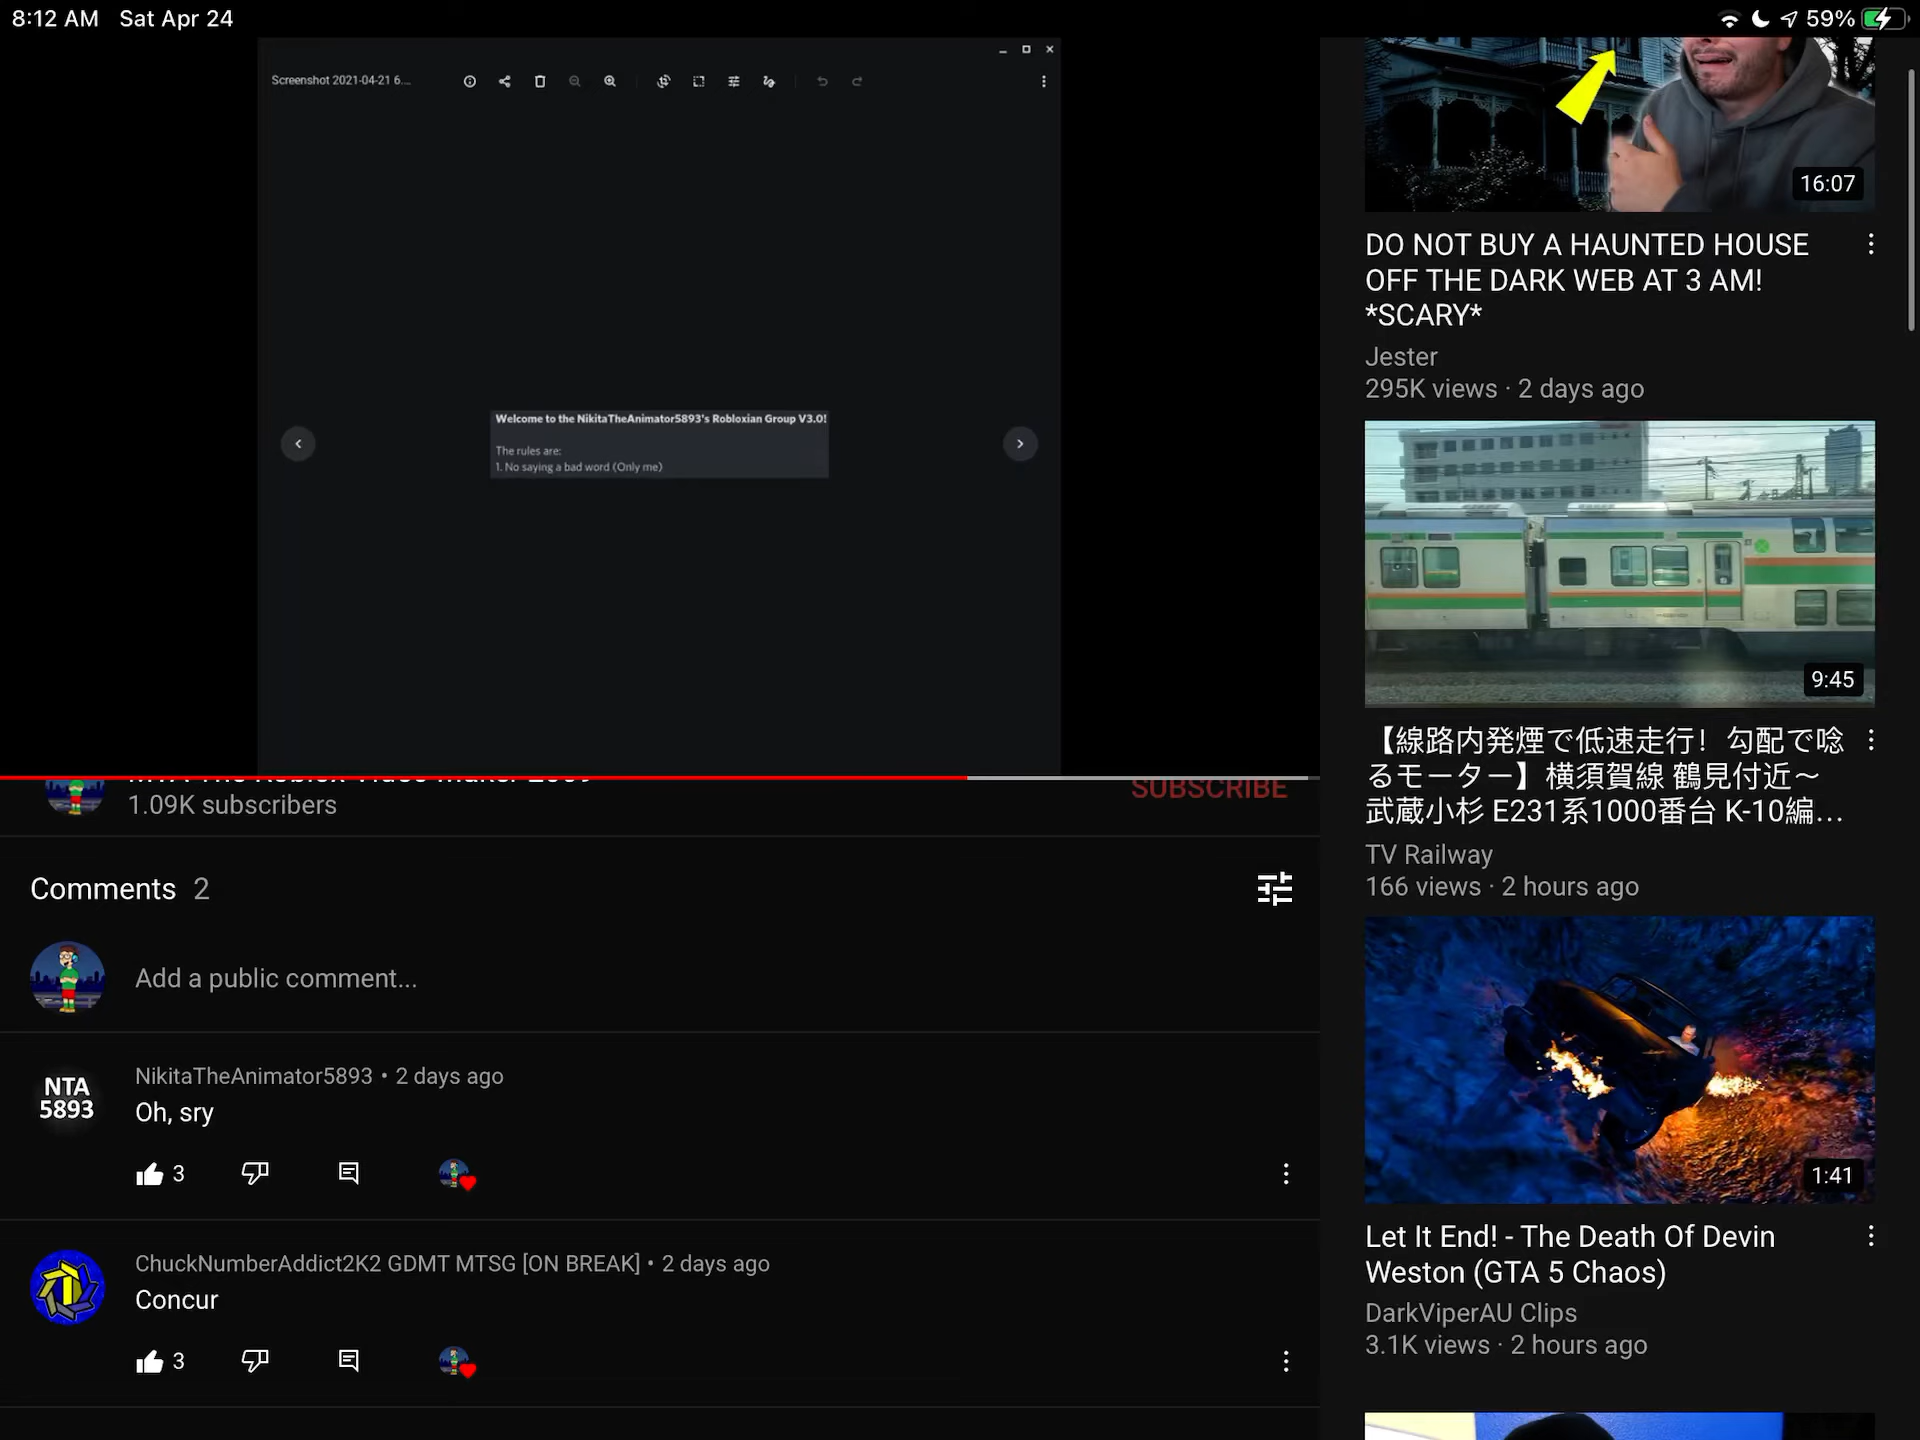 8:12 AM Sat Apr 24
59%
Screenshot 2021-04-21 6....
Welcome to the NikitaTheAnimator5893's Robloxian Group V3.0!
The rules are:
1. No saying a bad word (Only me)
1.09K subscribers
SUBSCRIBE
Comments 2
Add a public comment...
NTA
5893
NikitaTheAnimator5893 • 2 days ago
Oh, sry
3
ChuckNumberAddict2K2 GDMT MTSG [ON BREAK] • 2 days ago
Concur
3
16:07
DO NOT BUY A HAUNTED HOUSE
OFF THE DARK WEB AT 3 AM!
*SCARY*
Jester
295K views · 2 days ago
9:45
【線路内発煙で低速走行！勾配で唸
るモーター】横須賀線 鶴見付近〜
武蔵小杉 E231系1000番台 K-10編...
TV Railway
166 views · 2 hours ago
1:41
Let It End! - The Death Of Devin
Weston (GTA 5 Chaos)
DarkViperAU Clips
3.1K views · 2 hours ago